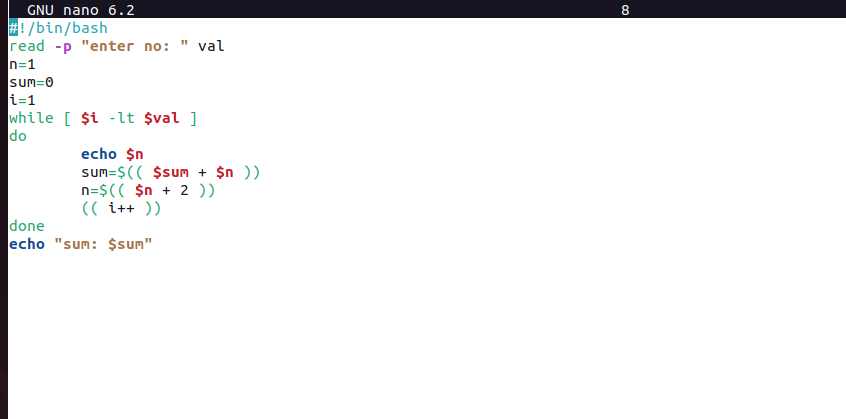 GNU nano 6.2 8
#!/bin/bash
read -p "enter no: " val
n=1
sum=0
i=1
while [ $i -lt $val ]
do
        echo $n
        sum=$(( $sum + $n ))
        n=$(( $n + 2 ))
        (( i++ ))
done
echo "sum: $sum"